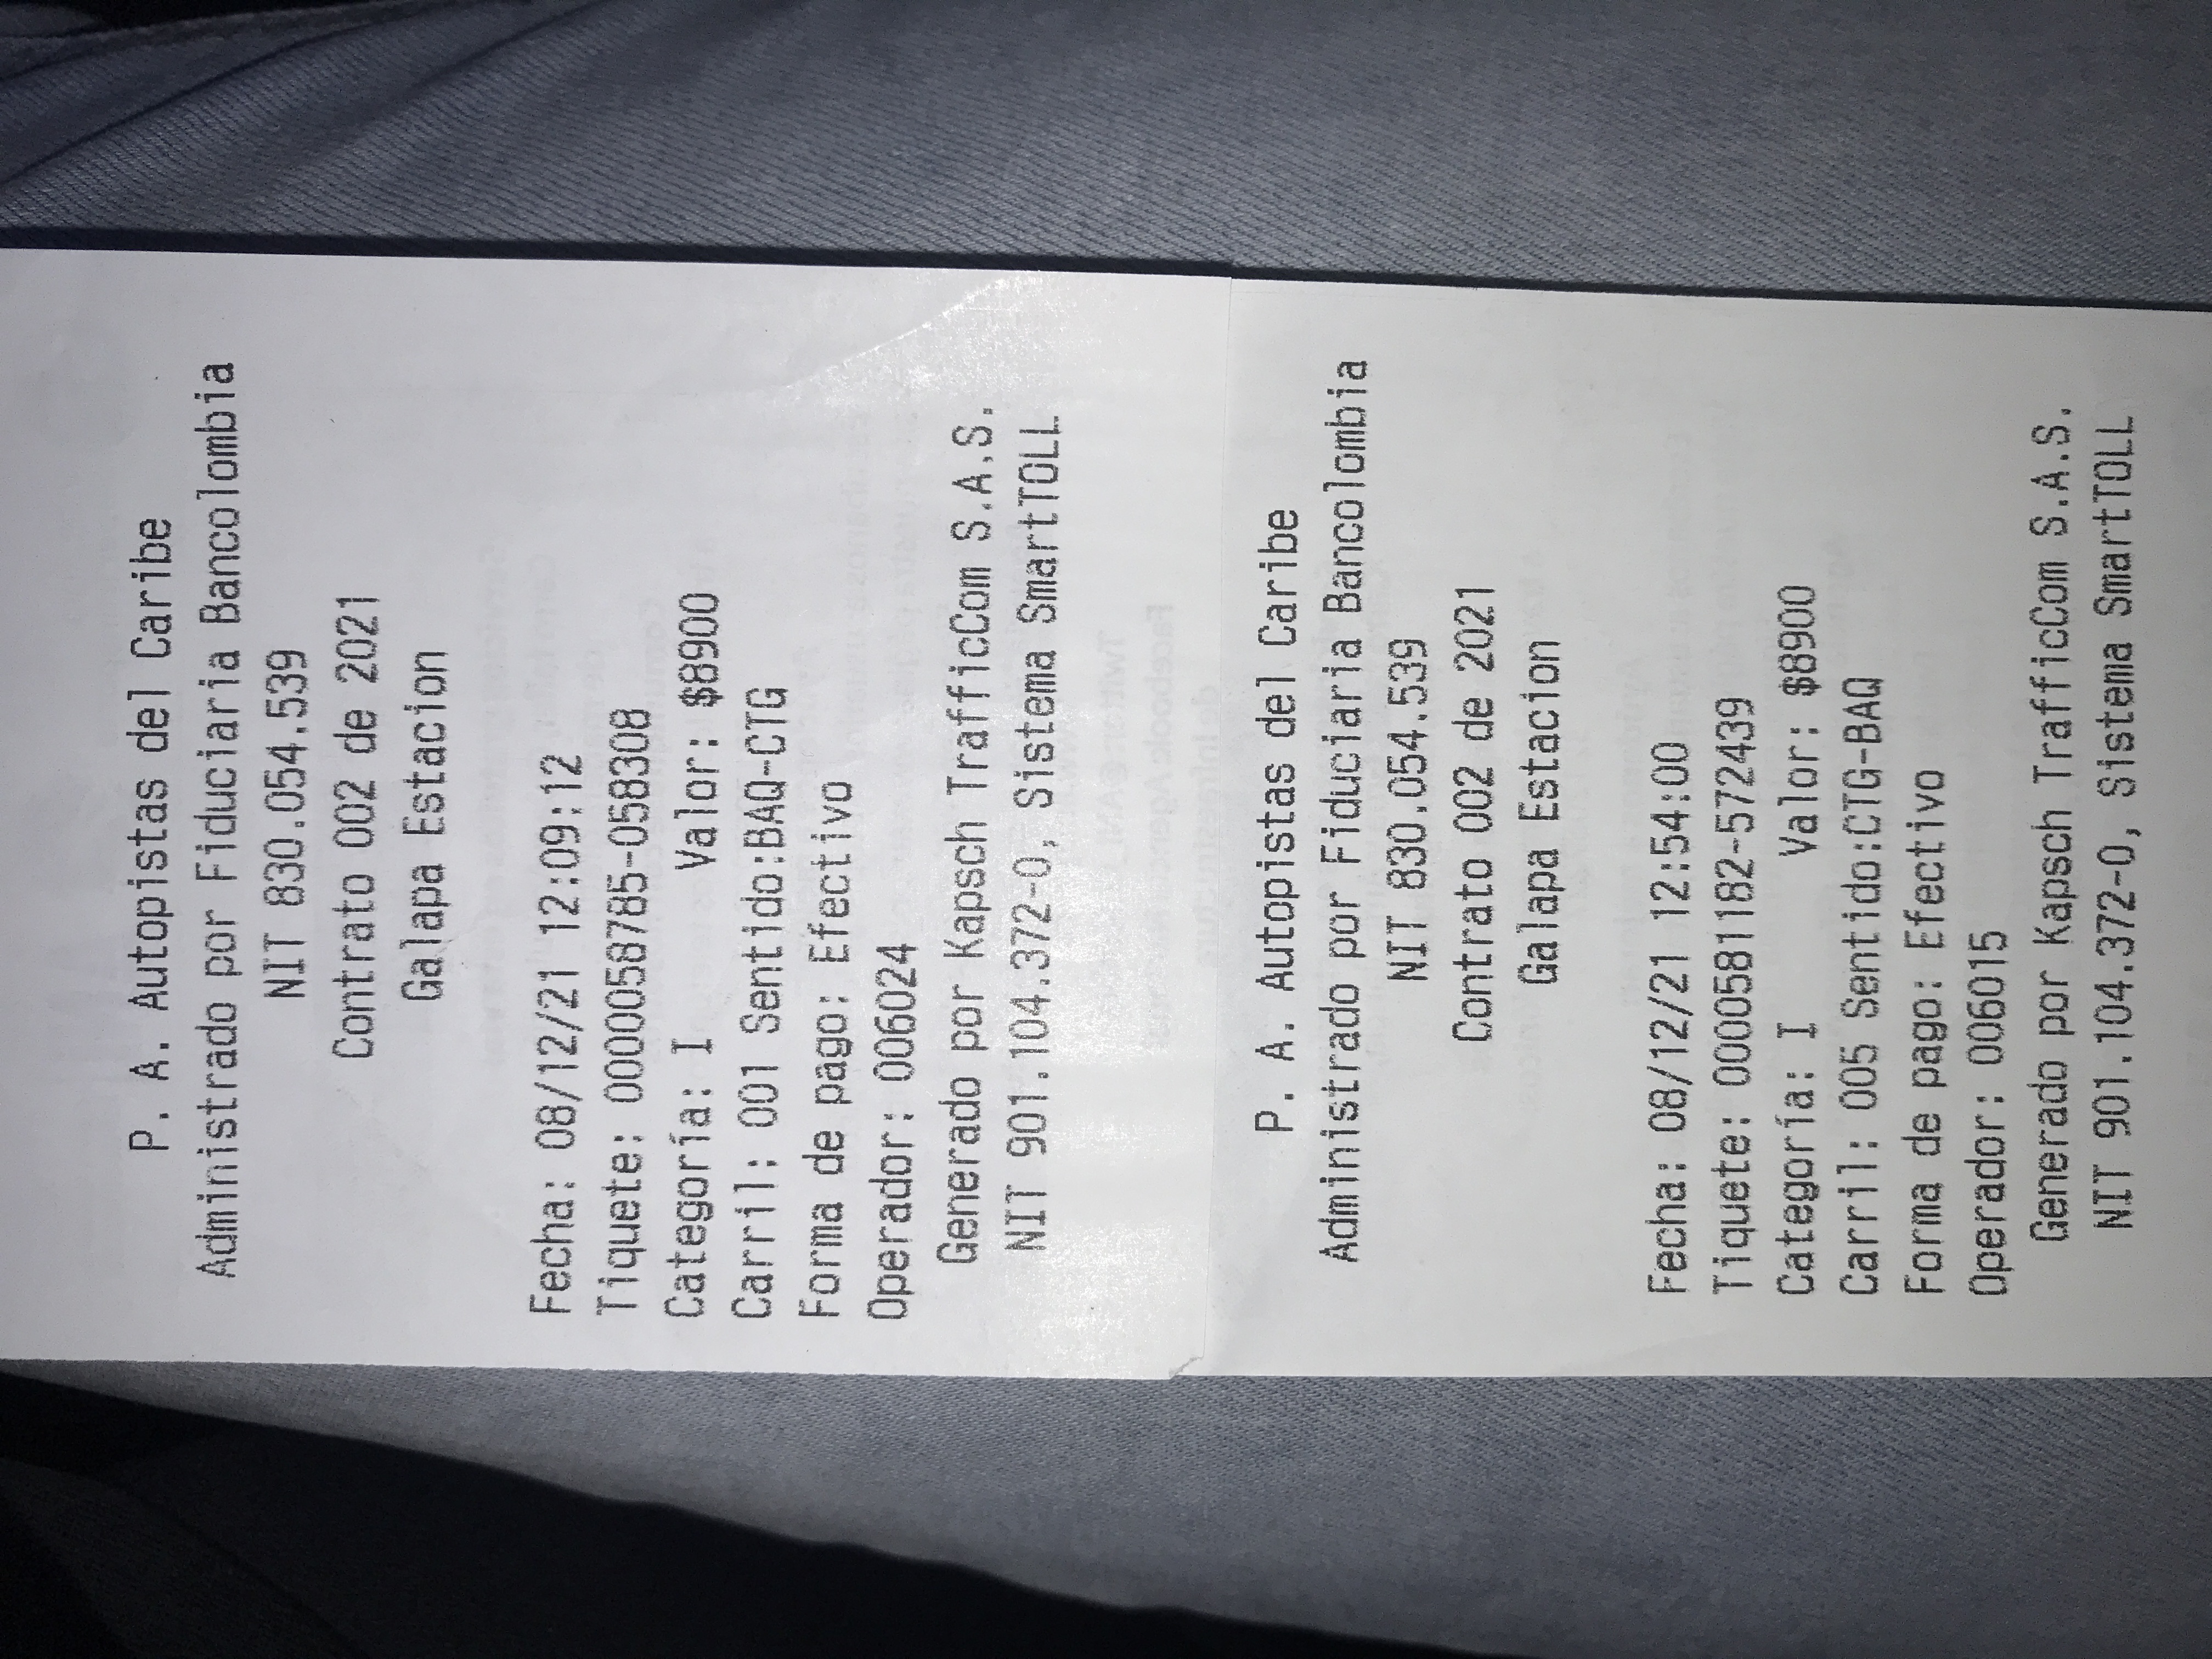 P. A. Autopistas del Caribe
Administrado por Fiduciaria Bancolombia
NIT 830.054.539
Contrato 002 de 2021
Galapa Estacion
Fecha: 08/12/21 12:09:12
Tiquete: 0000587785-058308
Categoría: I Valor: $8900
Carril: 001 Sentido:BAQ-CTG
Forma de pago: Efectivo
Operador: 006024
Generado por Kapsch TrafficCom S.A.S.
NIT 901.104.372-0, Sistema SmartTOLL
P. A. Autopistas del Caribe
Administrado por Fiduciaria Bancolombia
NIT 830.054.539
Contrato 002 de 2021
Galapa Estacion
Fecha: 08/12/21 12:54:00
Tiquete: 0000581182-572439
Categoría: I Valor: $8900
Carril: 005 Sentido:CTG-BAQ
Forma de pago: Efectivo
Operador: 006015
Generado por Kapsch TrafficCom S.A.S.
NIT 901.104.372-0, Sistema SmartTOLL